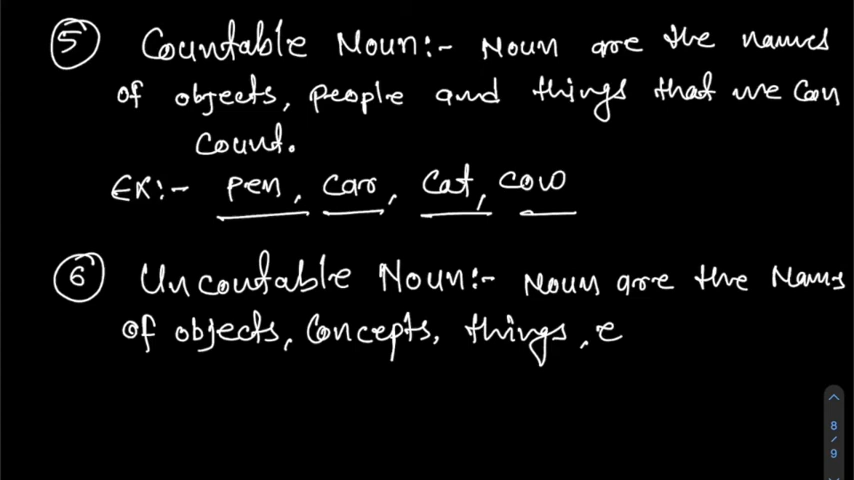 5 Countable Noun:- Noun are the names
of objects, people and things that we can
count.
Ex:- pen, car, cat, cow
6 Uncoutable Noun:- Noun are the Nams
of objects, concepts, things, e
8
/
9